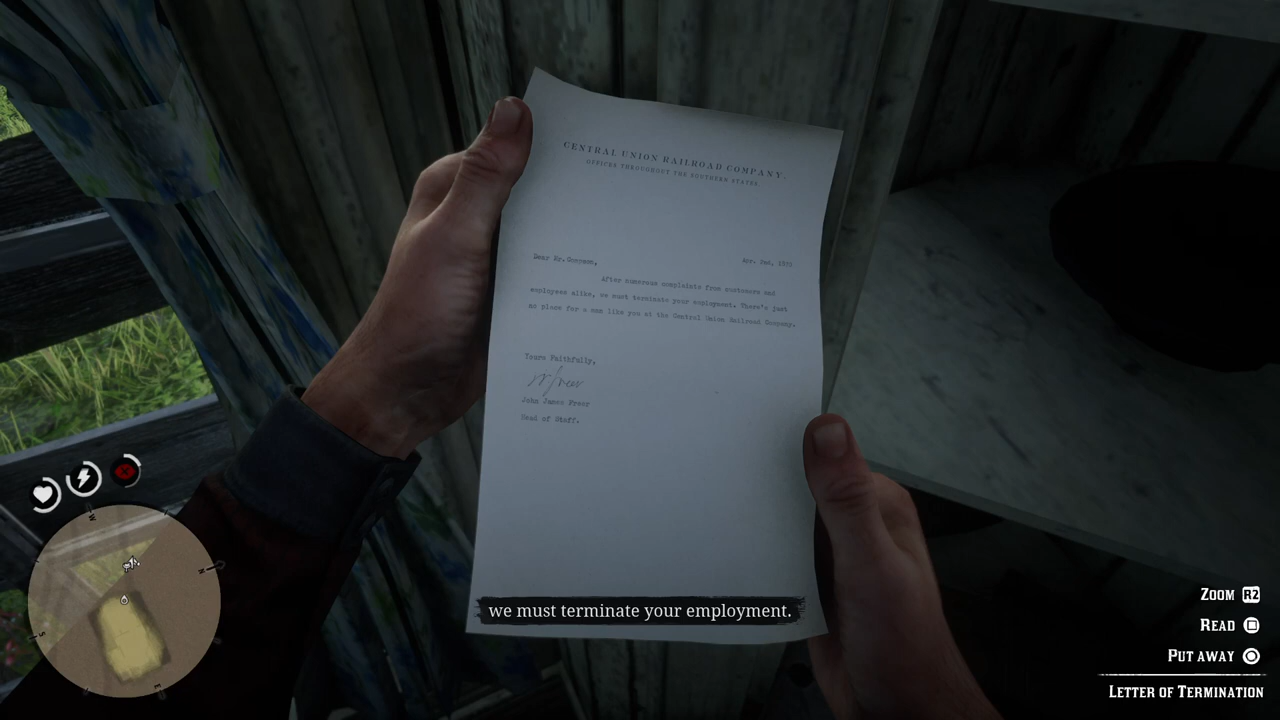 CENTRAL UNION RAILROAD COMPANY.
OFFICES THROUGHOUT THE SOUTHERN STATES.
Dear Mr.
Apr. 1870
After numerous complaints from customers and
employees alike, we must terminate your employment. There's just
no place for a man like you at the Central Union Railroad Company.
Yours Faithfully,
John James Freer
Head of Staff.
we must terminate your employment.
ZOOM R2
READ
PUT AWAY
LETTER OF TERMINATION